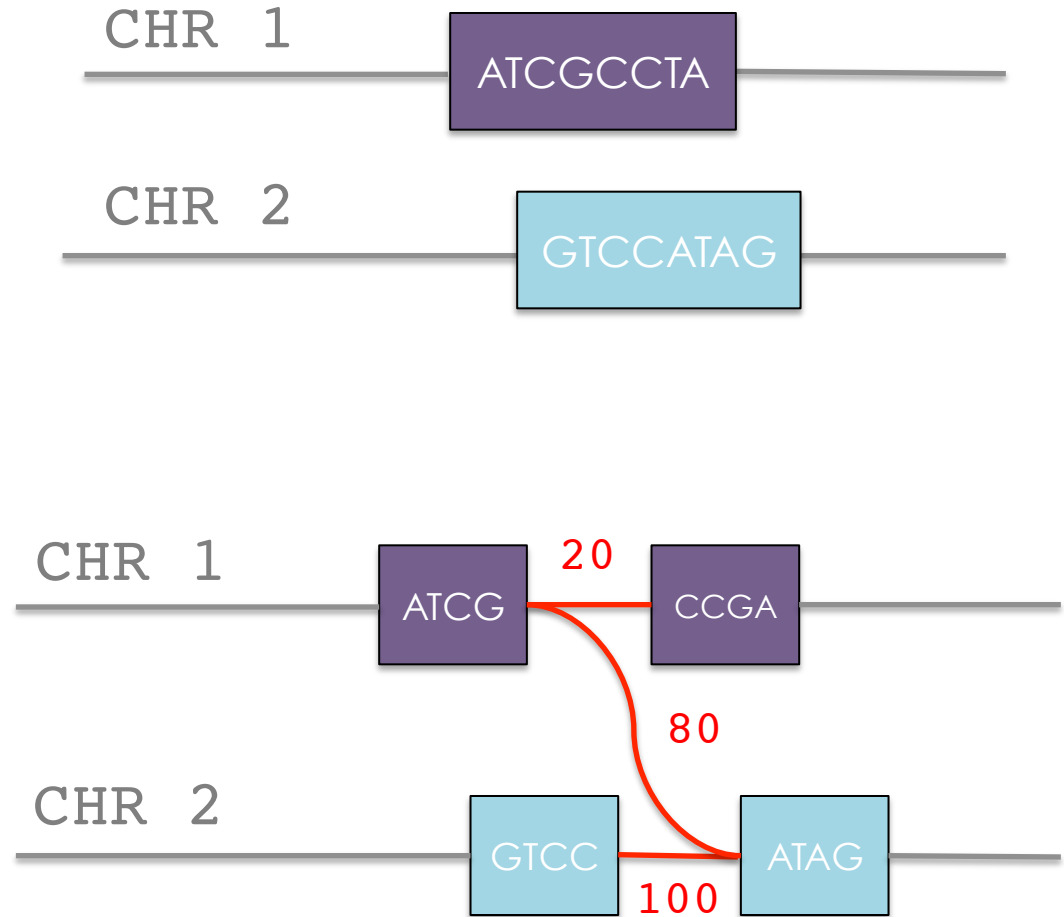 CHR 1
ATCGCCTA
CHR 2
GTCCATAG
CHR 1
20
ATCG
CCGA
80
CHR 2
GTCC
ATAG
100